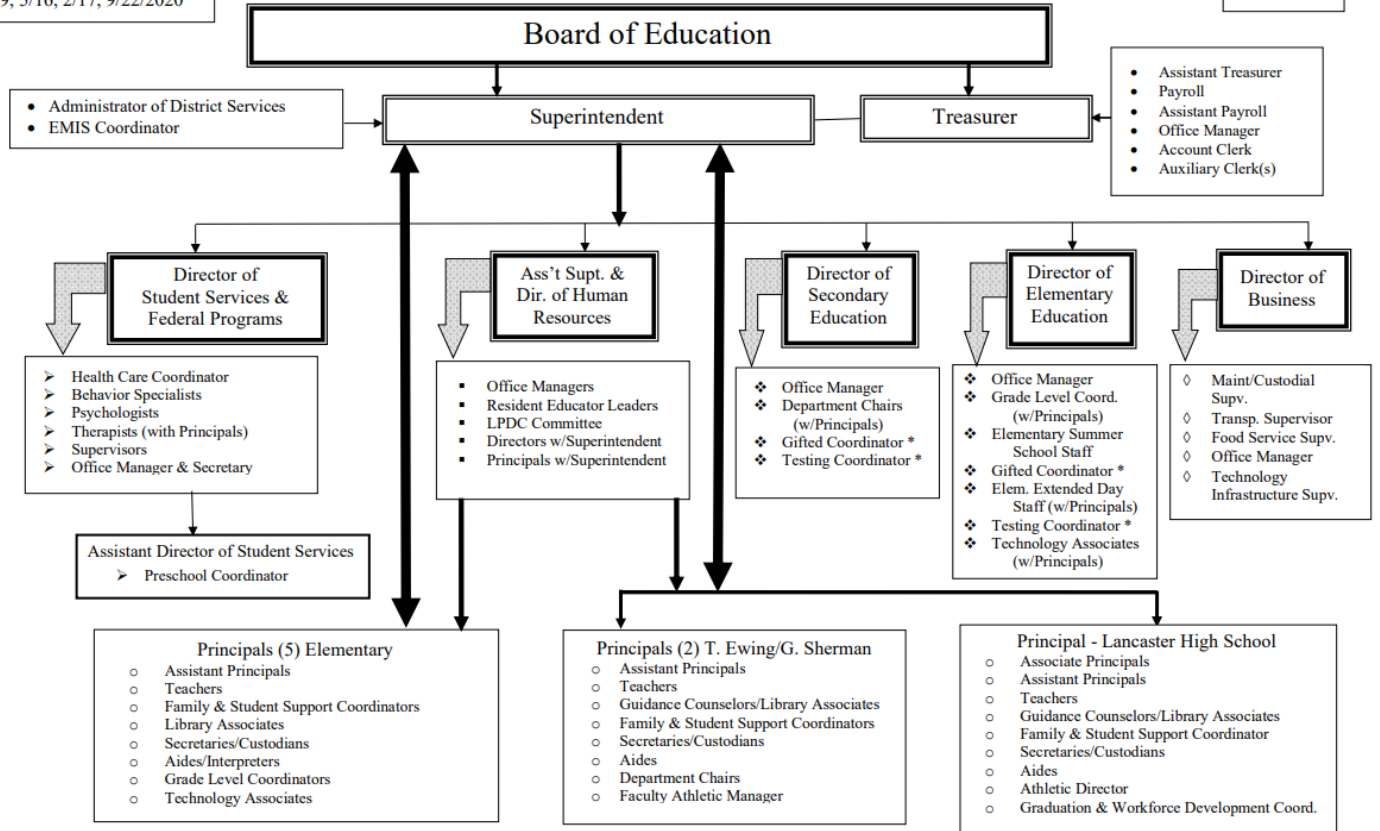 9, 5/16, 2/17, 9/22/2020
Board of Education
• Administrator of District Services
• EMIS Coordinator
Superintendent
Treasurer
• Assistant Treasurer
• Payroll
• Assistant Payroll
• Office Manager
• Account Clerk
• Auxiliary Clerk(s)
Director of
Student Services &
Federal Programs
Ass’t Supt. &
Dir. of Human
Resources
Director of
Secondary
Education
Director of
Elementary
Education
Director of
Business
➢ Health Care Coordinator
➢ Behavior Specialists
➢ Psychologists
➢ Therapists (with Principals)
➢ Supervisors
➢ Office Manager & Secretary
▪ Office Managers
▪ Resident Educator Leaders
▪ LPDC Committee
▪ Directors w/Superintendent
▪ Principals w/Superintendent
❖ Office Manager
❖ Department Chairs
(w/Principals)
❖ Gifted Coordinator *
❖ Testing Coordinator *
❖ Office Manager
❖ Grade Level Coord.
(w/Principals)
❖ Elementary Summer
School Staff
❖ Gifted Coordinator *
❖ Elem. Extended Day
Staff (w/Principals)
❖ Testing Coordinator *
❖ Technology Associates
(w/Principals)
◊ Maint/Custodial
Supv.
◊ Transp. Supervisor
◊ Food Service Supv.
◊ Office Manager
◊ Technology
Infrastructure Supv.
Assistant Director of Student Services
➢ Preschool Coordinator
Principals (5) Elementary
o Assistant Principals
o Teachers
o Family & Student Support Coordinators
o Library Associates
o Secretaries/Custodians
o Aides/Interpreters
o Grade Level Coordinators
o Technology Associates
Principals (2) T. Ewing/G. Sherman
o Assistant Principals
o Teachers
o Guidance Counselors/Library Associates
o Family & Student Support Coordinators
o Secretaries/Custodians
o Aides
o Department Chairs
o Faculty Athletic Manager
Principal - Lancaster High School
o Associate Principals
o Assistant Principals
o Teachers
o Guidance Counselors/Library Associates
o Family & Student Support Coordinator
o Secretaries/Custodians
o Aides
o Athletic Director
o Graduation & Workforce Development Coord.